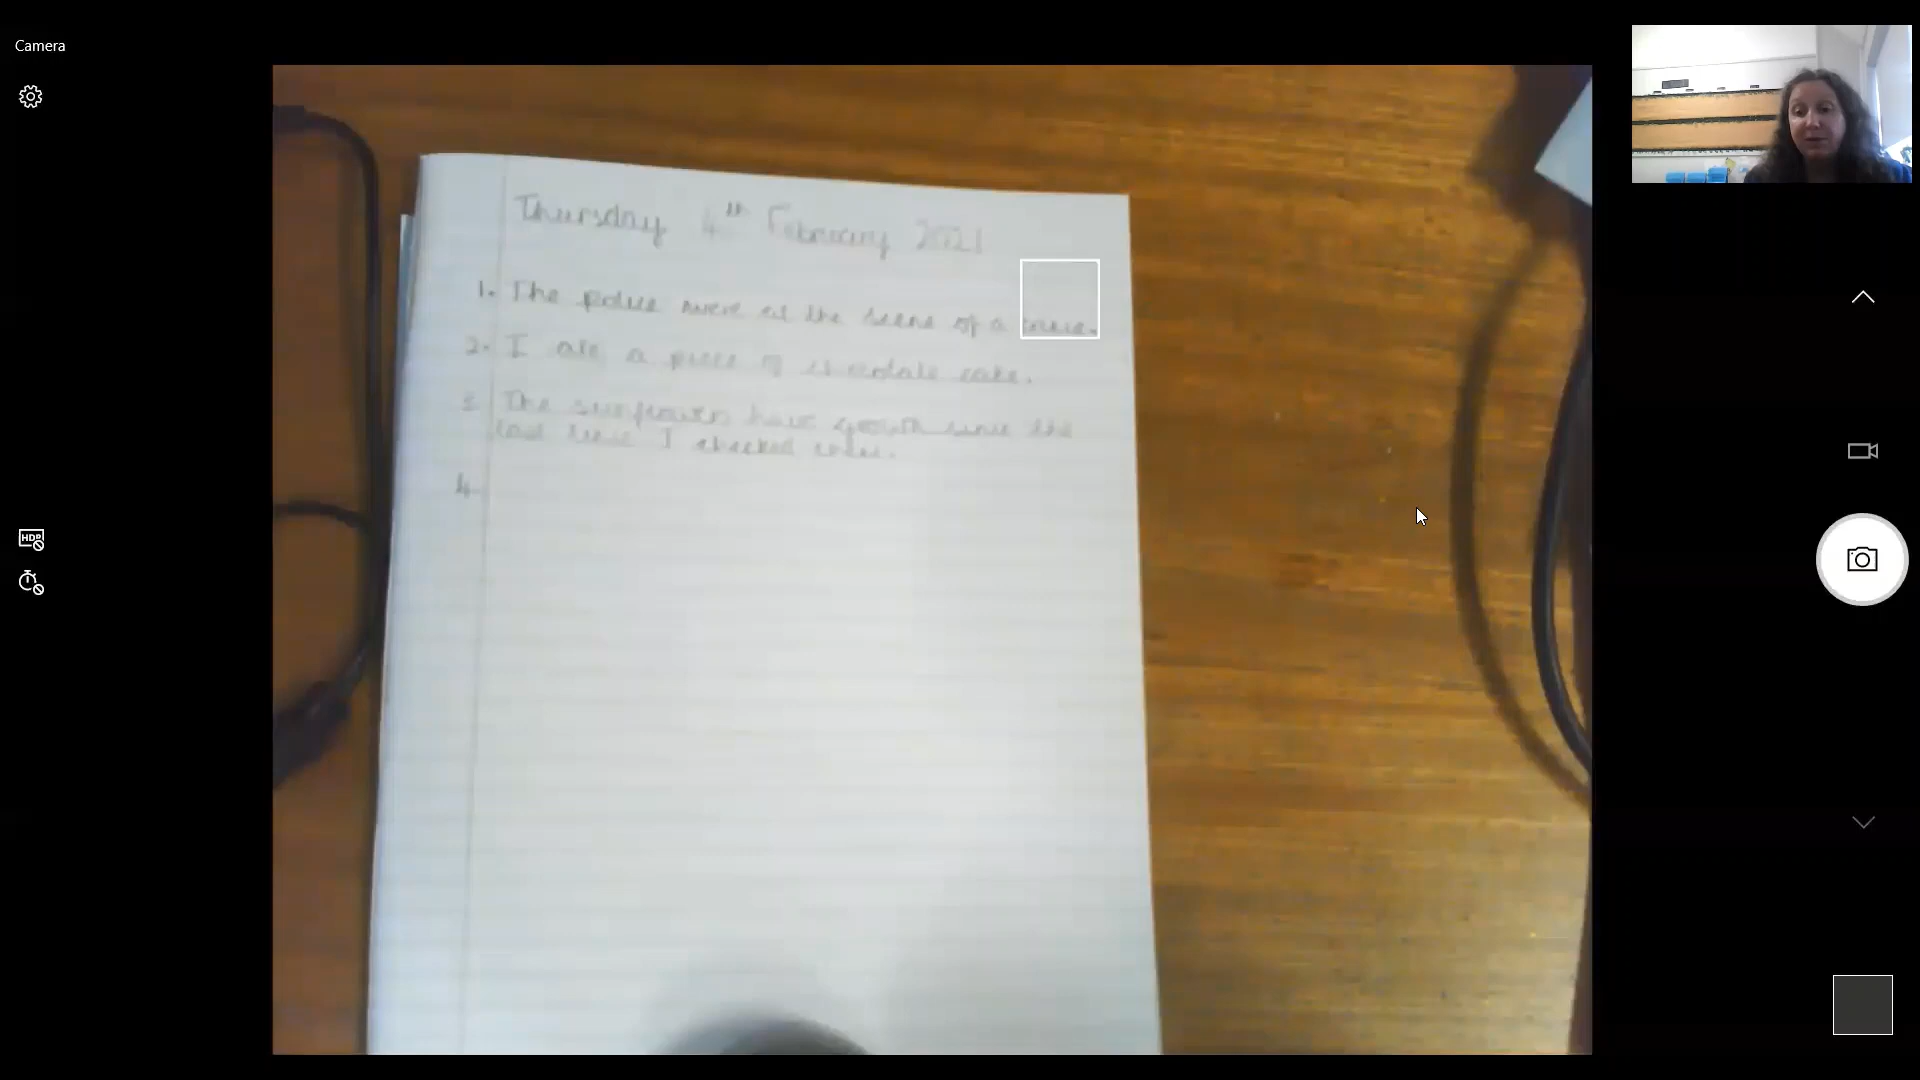 Camera
Thursday 4th February 2021
1. The police were at the scene of a crime.
2. I ate a piece of chocolate cake.
3. The sunflowers have grown since the
last time I checked
4.
HDR